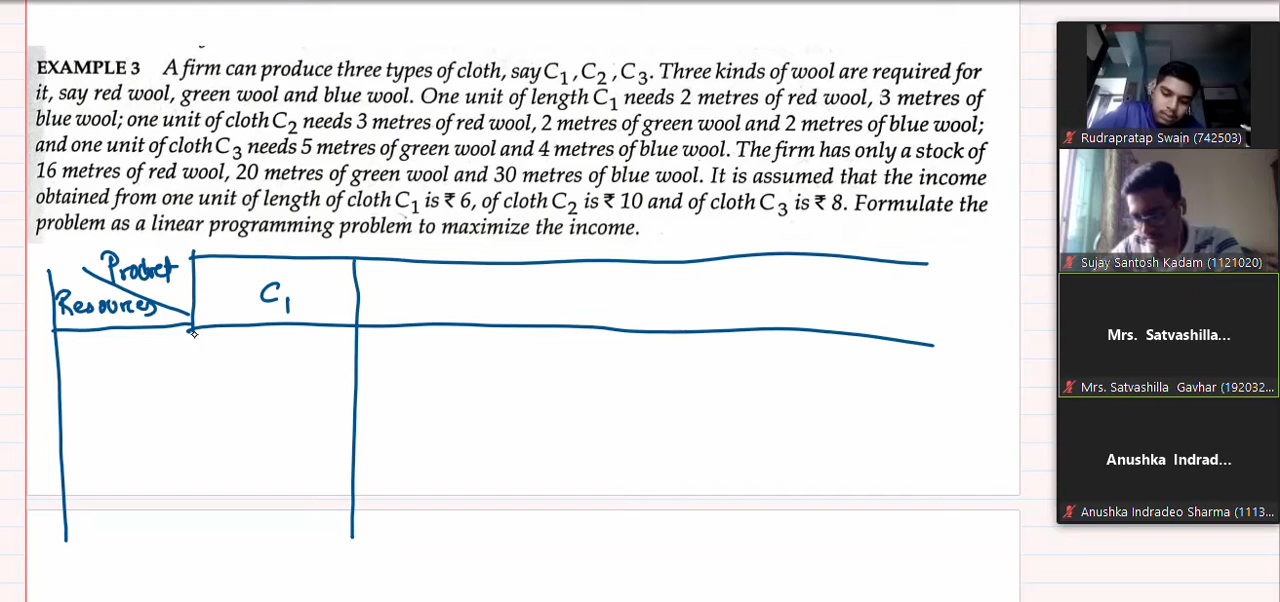 EXAMPLE 3 A firm can produce three types of cloth, say C1, C2, C3. Three kinds of wool are required for
it, say red wool, green wool and blue wool. One unit of length C1 needs 2 metres of red wool, 3 metres of
blue wool; one unit of cloth C2 needs 3 metres of red wool, 2 metres of green wool and 2 metres of blue wool;
and one unit of cloth C3 needs 5 metres of green wool and 4 metres of blue wool. The firm has only a stock of
16 metres of red wool, 20 metres of green wool and 30 metres of blue wool. It is assumed that the income
obtained from one unit of length of cloth C1 is ₹ 6, of cloth C2 is ₹ 10 and of cloth C3 is ₹ 8. Formulate the
problem as a linear programming problem to maximize the income.
Product
Resources
C1
Rudrapratap Swain (742503)
Sujay Santosh Kadam (1121020)
Mrs. Satvashilla...
Mrs. Satvashilla Gavhar (192032...
Anushka Indrad...
Anushka Indradeo Sharma (1113...